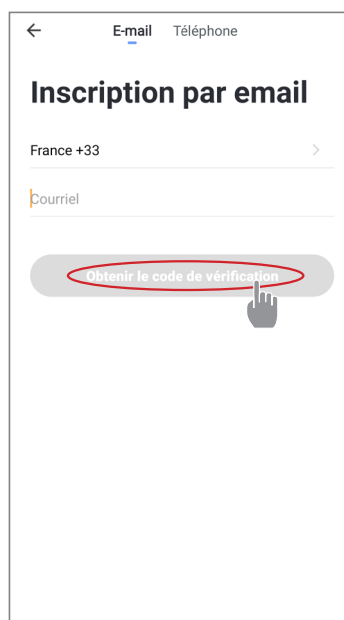 E-mail Téléphone
Inscription par email
France +33
Courriel
Obtenir le code de vérification